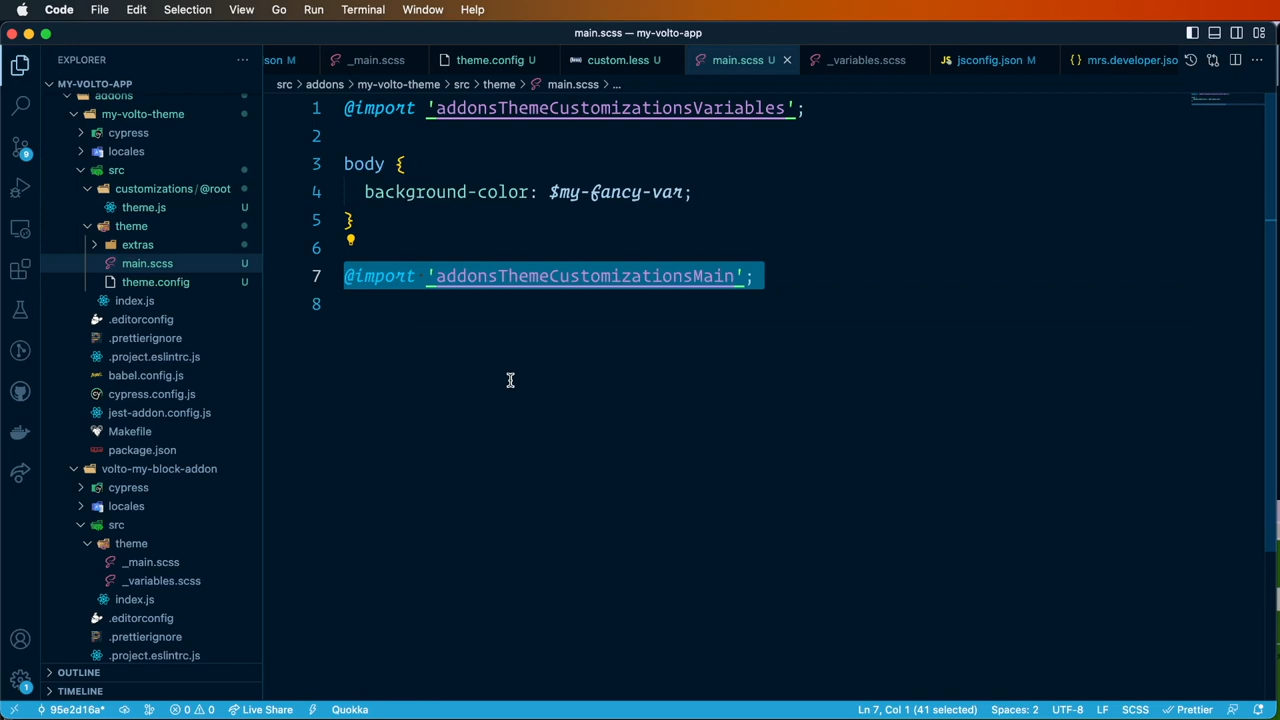 Code File Edit Selection View Go Run Terminal Window Help
main.scss — my-volto-app
EXPLORER
son M
_main.scss
theme.config U
custom.less U
main.scss U
_variables.scss
jsconfig.json M
mrs.developer.jso
MY-VOLTO-APP
src > addons > my-volto-theme > src > theme > main.scss > ...
addons
my-volto-theme
cypress
locales
src
customizations/@root
theme.js U
theme
extras
main.scss U
theme.config U
index.js
.editorconfig
.prettierignore
.project.eslintrc.js
babel.config.js
cypress.config.js
jest-addon.config.js
Makefile
package.json
volto-my-block-addon
cypress
locales
src
theme
_main.scss
_variables.scss
index.js
.editorconfig
.prettierignore
.project.eslintrc.js
OUTLINE
TIMELINE
1 @import 'addonsThemeCustomizationsVariables';
2
3 body {
4 background-color: $my-fancy-var;
5 }
6
7 @import 'addonsThemeCustomizationsMain';
8
9
1
95e2d16a* 0 0 Live Share Quokka Ln 7, Col 1 (41 selected) Spaces: 2 UTF-8 LF SCSS Prettier